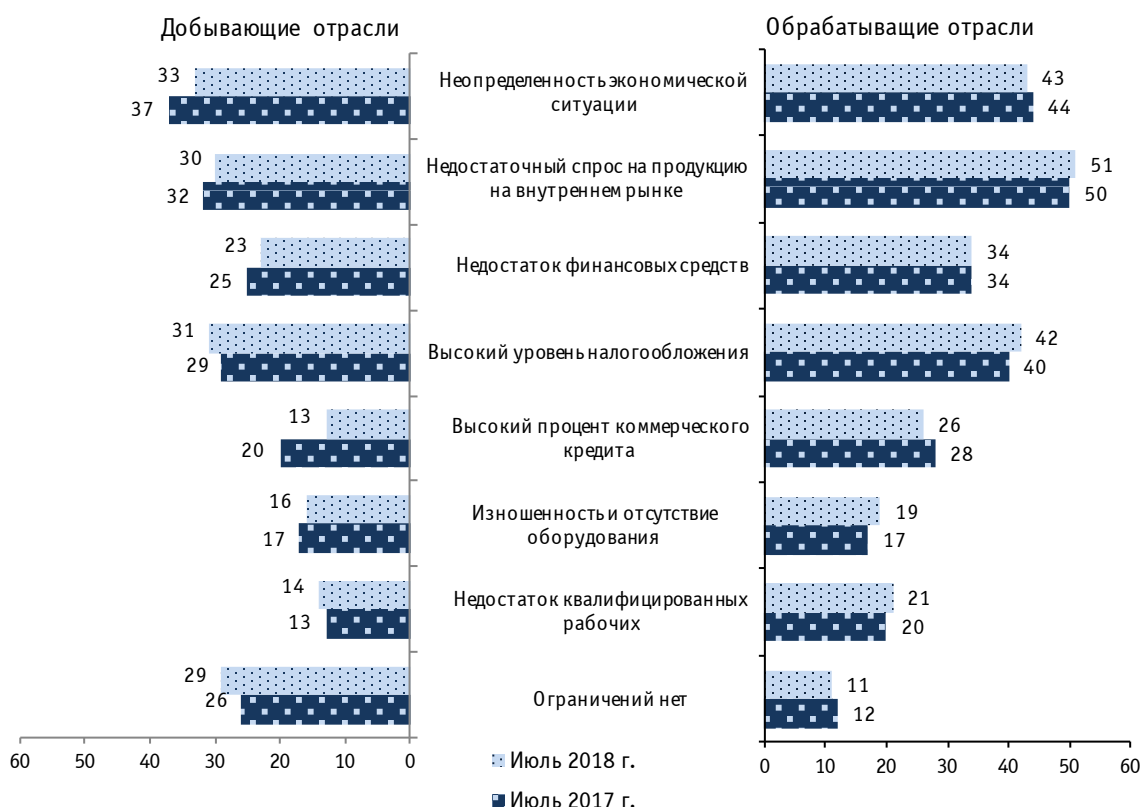 Добывающие отрасли
Обрабатыващие отрасли
33
37
Неопределенность экономической
ситуации
43
44
30
32
Недостаточный спрос на продукцию
на внутреннем рынке
51
50
23
25
Недостаток финансовых средств
34
34
31
29
Высокий уровень налогообложения
42
40
13
20
Высокий процент коммерческого
кредита
26
28
16
17
Изношенность и отсутствие
оборудования
19
17
14
13
Недостаток квалифицированных
рабочих
21
20
29
26
Ограничений нет
11
12
60 50 40 30 20 10 0
0 10 20 30 40 50 60
Июль 2018 г.
Июль 2017 г.